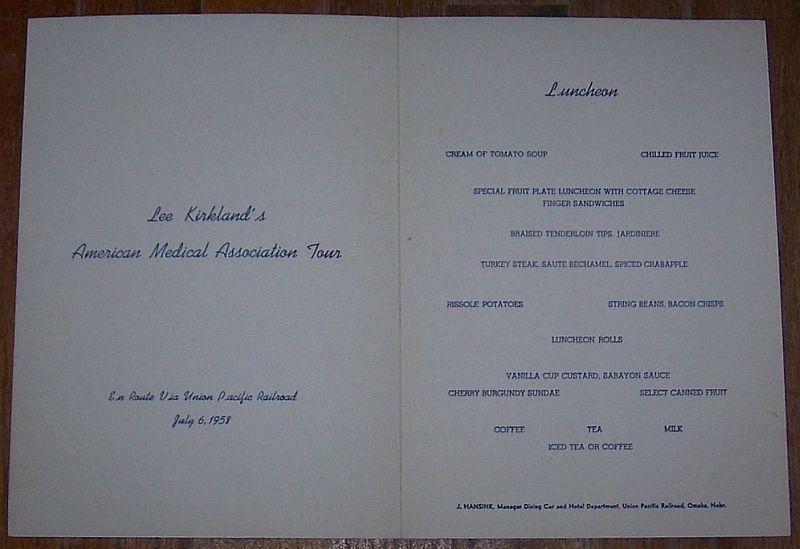 Lee Kirkland's
American Medical Association Tour
En Route Via Union Pacific Railroad
July 6, 1958
Luncheon
CREAM OF TOMATO SOUP CHILLED FRUIT JUICE
SPECIAL FRUIT PLATE LUNCHEON WITH COTTAGE CHEESE
FINGER SANDWICHES
BRAISED TENDERLOIN TIPS, JARDINIERE
TURKEY STEAK, SAUTE BECHAMEL, SPICED CRABAPPLE
RISSOLE POTATOES STRING BEANS, BACON CRISPS
LUNCHEON ROLLS
VANILLA CUP CUSTARD, SABAYON SAUCE
CHERRY BURGUNDY SUNDAE SELECT CANNED FRUIT
COFFEE TEA MILK
ICED TEA OR COFFEE
J. HANSINK, Manager Dining Car and Hotel Department, Union Pacific Railroad, Omaha, Nebr.